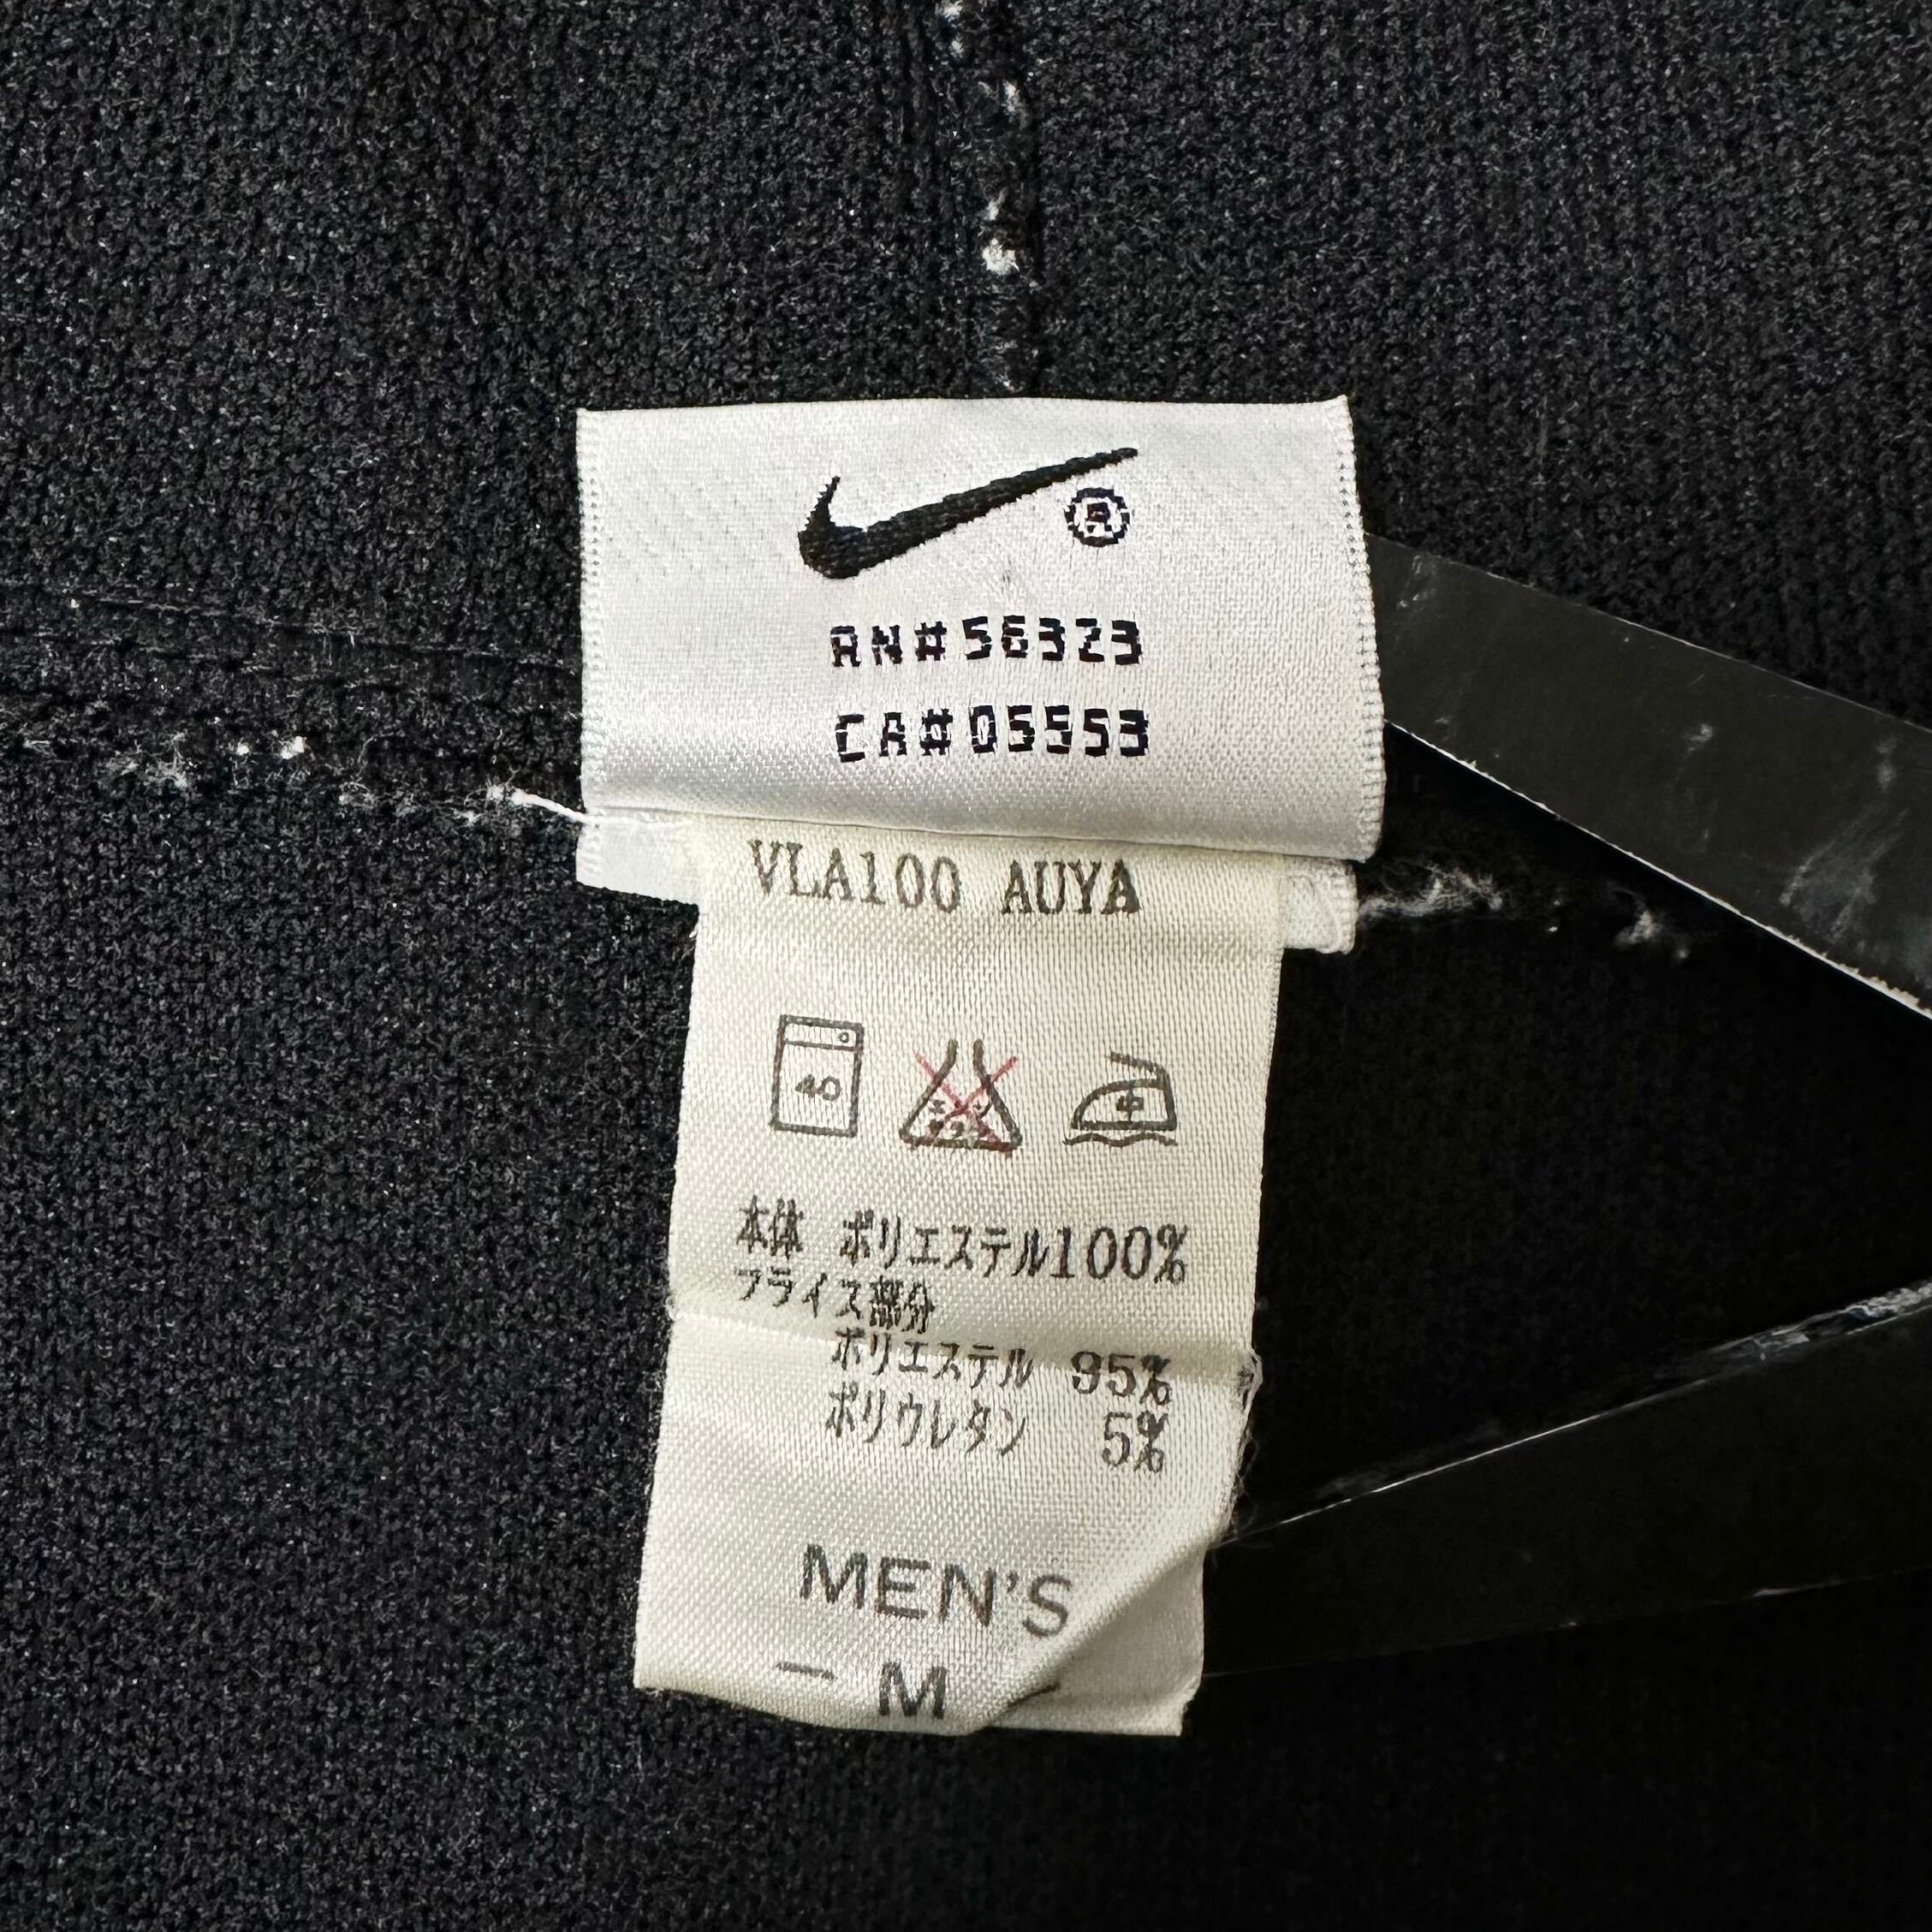 ®
RN#56323
CA#05553
VLA100 AUYA
40
中
本体 ポリエステル100%
フライス部分
ポリエステル 95%
ポリウレタン 5%
MEN'S
— M —